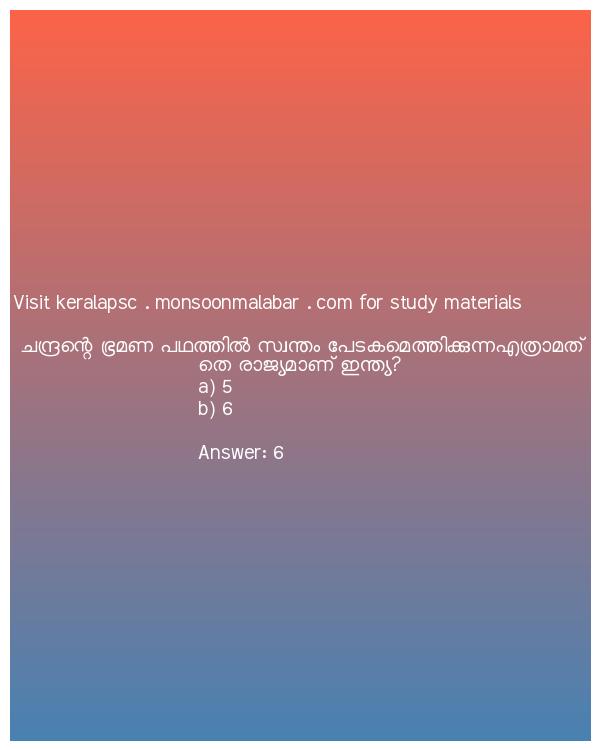 Visit keralapsc . monsoonmalabar . com for study materials
ചന്ദ്രന്റെ ഭ്രമണ പഥത്തിൽ സ്വന്തം പേടകമെത്തിക്കുന്നഎത്രാമത്
തെ രാജ്യമാണ് ഇന്ത്യ?
a) 5
b) 6
Answer: 6